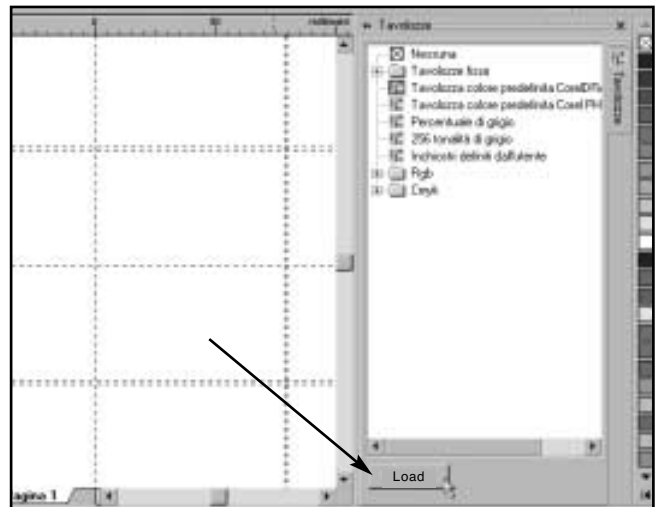 Tavolozze
Nessuna
Tavolozze fisse
Tavolozza colore predefinita CorelDRA
Tavolozza colore predefinita Corel PH
Percentuale di grigio
256 tonalità di grigio
Inchiostri definiti dall'utente
Rgb
Cmyk
Tavolozze
Load
agina 1